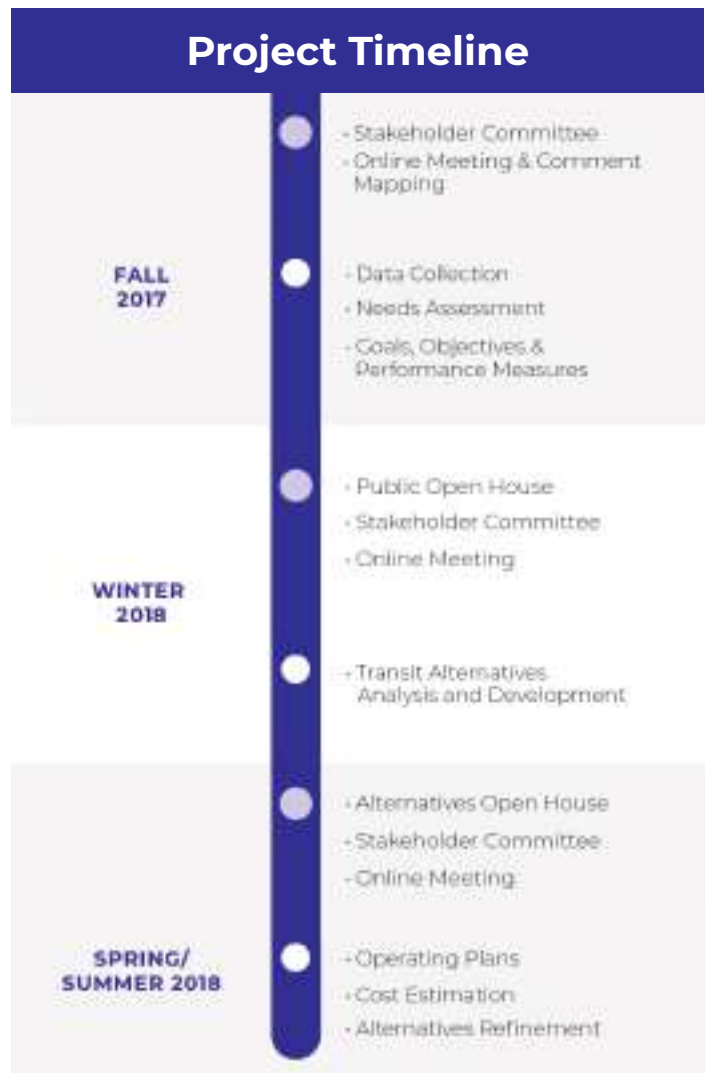 Project Timeline
- Stakeholder Committee
- Online Meeting & Comment
Mapping
FALL
2017
- Data Collection
- Needs Assessment
- Goals, Objectives &
Performance Measures
- Public Open House
- Stakeholder Committee
- Online Meeting
WINTER
2018
- Transit Alternatives
Analysis and Development
- Alternatives Open House
- Stakeholder Committee
- Online Meeting
SPRING/
SUMMER 2018
- Operating Plans
- Cost Estimation
- Alternatives Refinement